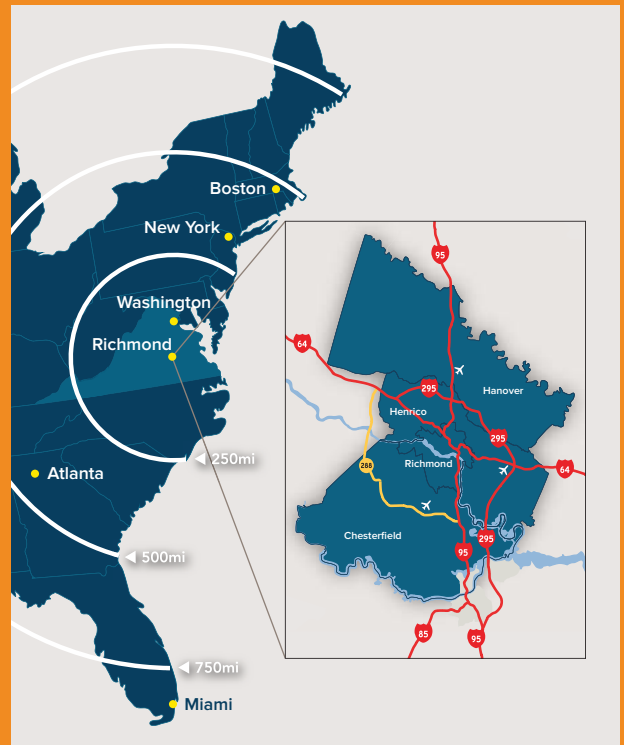 Boston
New York
Washington
Richmond
250mi
Atlanta
500mi
750mi
Miami
95
64
295
Hanover
Henrico
295
Richmond
288
64
Chesterfield
295
95
85
95